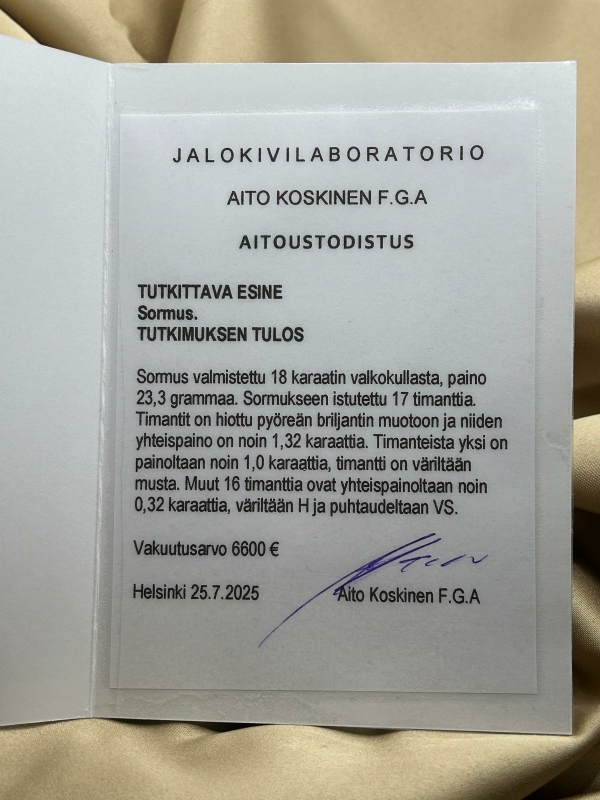 JALOKIVILABORATORIO
AITO KOSKINEN F.G.A
AITOUSTODISTUS
TUTKITTAVA ESINE
Sormus.
TUTKIMUKSEN TULOS
Sormus valmistettu 18 karaatin valkokullasta, paino
23,3 grammaa. Sormukseen istutettu 17 timanttia.
Timantit on hiottu pyöreän briljantin muotoon ja niiden
yhteispaino on noin 1,32 karaattia. Timanteista yksi on
painoltaan noin 1,0 karaattia, timantti on väriltään
musta. Muut 16 timanttia ovat yhteispainoltaan noin
0,32 karaattia, väriltään H ja puhtaudeltaan VS.
Vakuutusarvo 6600 €
Helsinki 25.7.2025 Aito Koskinen F.G.A